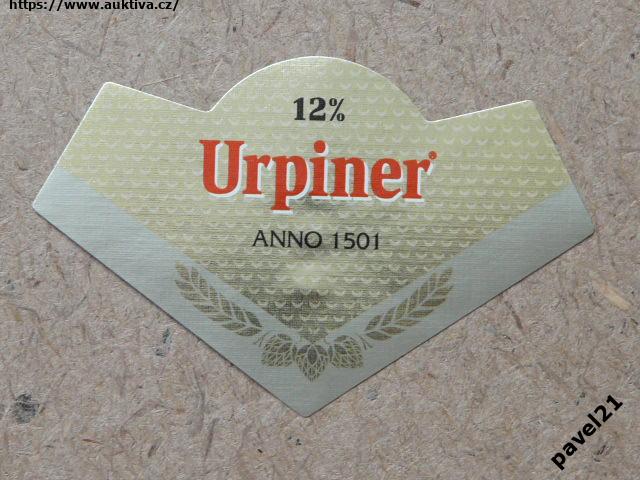 https://www.auktiva.cz/
12%
Urpiner®
ANNO 1501
pavel21